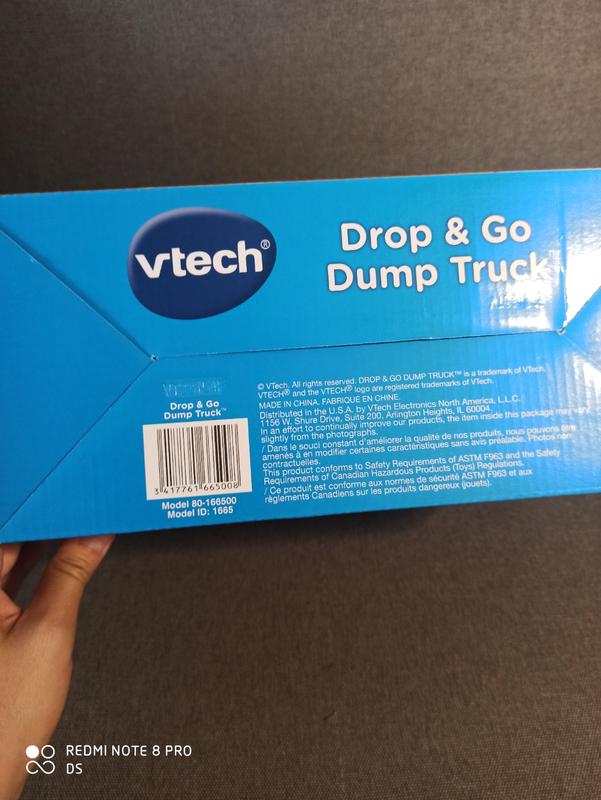 vtech®
Drop & Go
Dump Truck
Drop & Go
Dump Truck™
3 417761 665008
Model 80-166500
Model ID: 1665
© VTech. All rights reserved. DROP & GO DUMP TRUCK™ is a trademark of VTech.
VTECH® and the VTECH® logo are registered trademarks of VTech.
MADE IN CHINA. FABRIQUÉ EN CHINE.
Distributed in the U.S.A. by VTech Electronics North America, L.L.C.
1156 W. Shure Drive, Suite 200, Arlington Heights, IL 60004.
In an effort to continually improve our products, the item inside this package may vary
slightly from the photographs.
/ Dans le souci constant d'améliorer la qualité de nos produits, nous pouvons être
amenés à en modifier certaines caractéristiques sans avis préalable. Photos non
contractuelles.
This product conforms to Safety Requirements of ASTM F963 and the Safety
Requirements of Canadian Hazardous Products (Toys) Regulations.
/ Ce produit est conforme aux normes de sécurité ASTM F963 et aux
règlements Canadiens sur les produits dangereux (jouets).
REDMI NOTE 8 PRO
DS